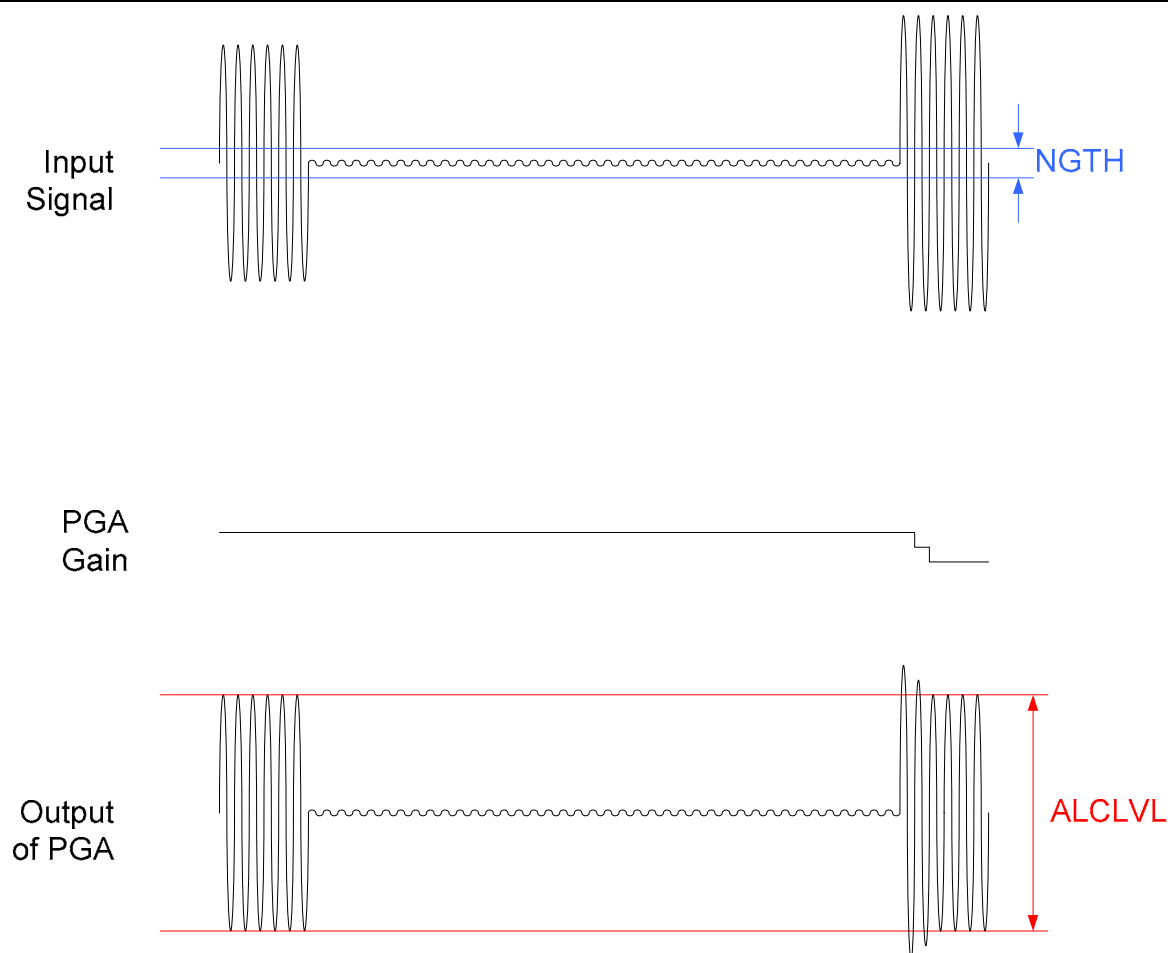 Input
Signal
NGTH
PGA
Gain
Output
of PGA
ALCLVL